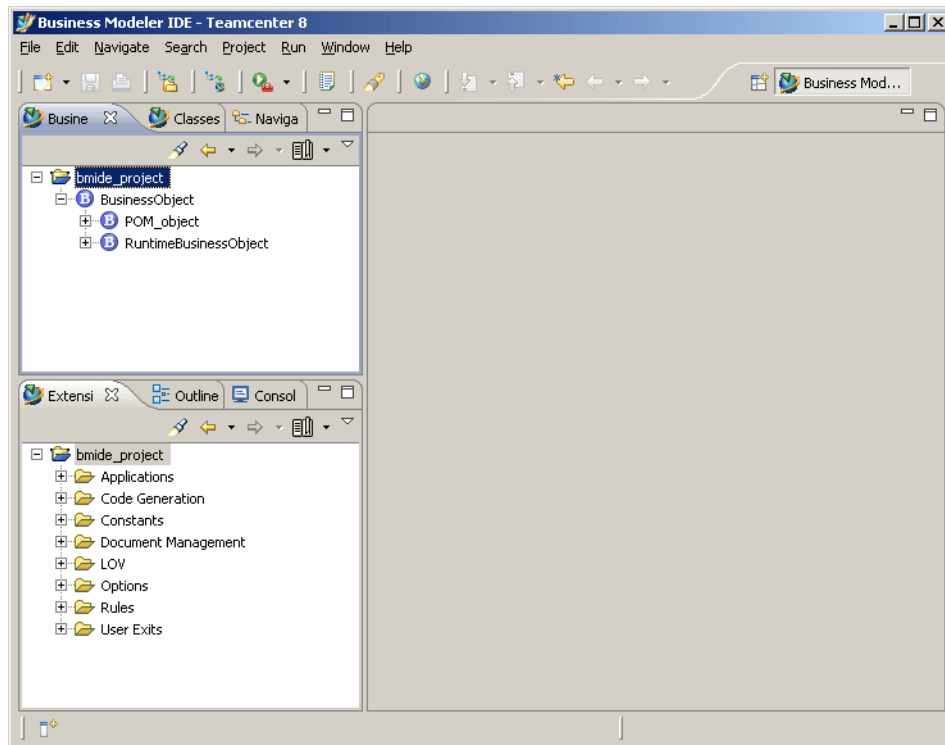 Business Modeler IDE - Teamcenter 8
File Edit Navigate Search Project Run Window Help
Business Mod...
Busine Classes Naviga
bmide_project
B BusinessObject
B POM_object
B RuntimeBusinessObject
Extensi Outline Consol
bmide_project
Applications
Code Generation
Constants
Document Management
LOV
Options
Rules
User Exits